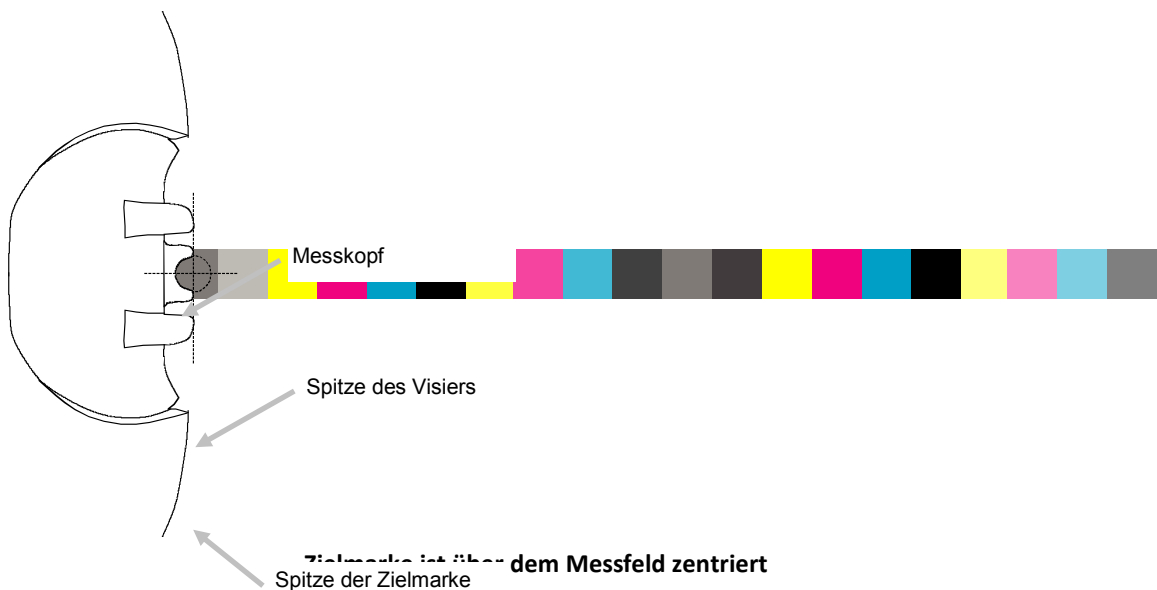 Messkopf
Spitze des Visiers
Zielmarke ist über dem Messfeld zentriert
Spitze der Zielmarke